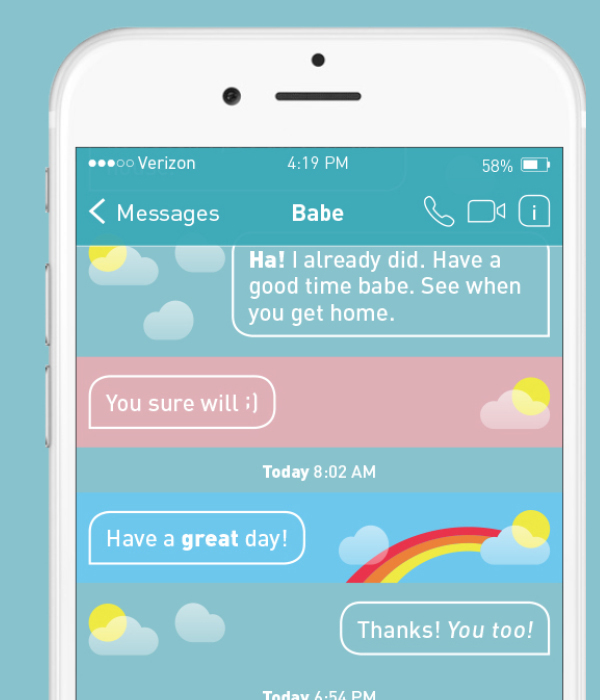 Verizon 4:19 PM 58%
Messages Babe i
Ha! I already did. Have a
good time babe. See when
you get home.
You sure will ;)
Today 8:02 AM
Have a great day!
Thanks! You too!
Today 6:54 PM